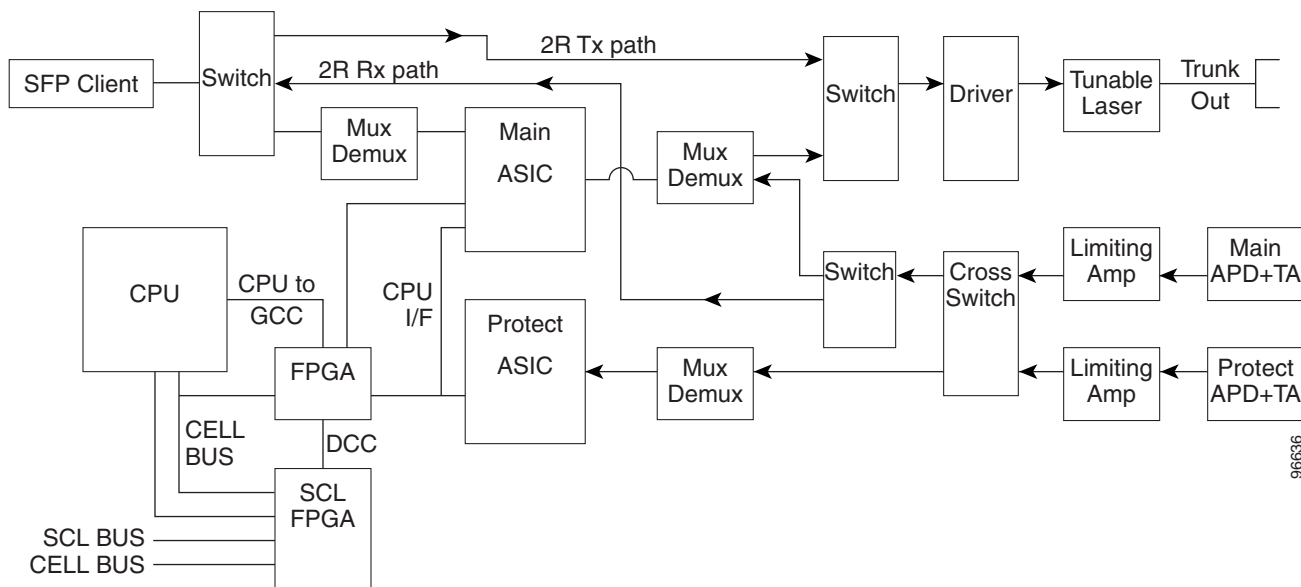 2R Tx path
SFP Client
Switch
2R Rx path
Mux
Demux
Main
ASIC
Mux
Demux
Switch
Driver
Tunable
Laser
Trunk
Out
CPU
CPU to
GCC
CPU
I/F
Switch
Cross
Switch
Limiting
Amp
Main
APD+TA
Protect
ASIC
FPGA
Mux
Demux
Limiting
Amp
Protect
APD+TA
CELL
BUS
DCC
SCL
FPGA
SCL BUS
CELL BUS
96636